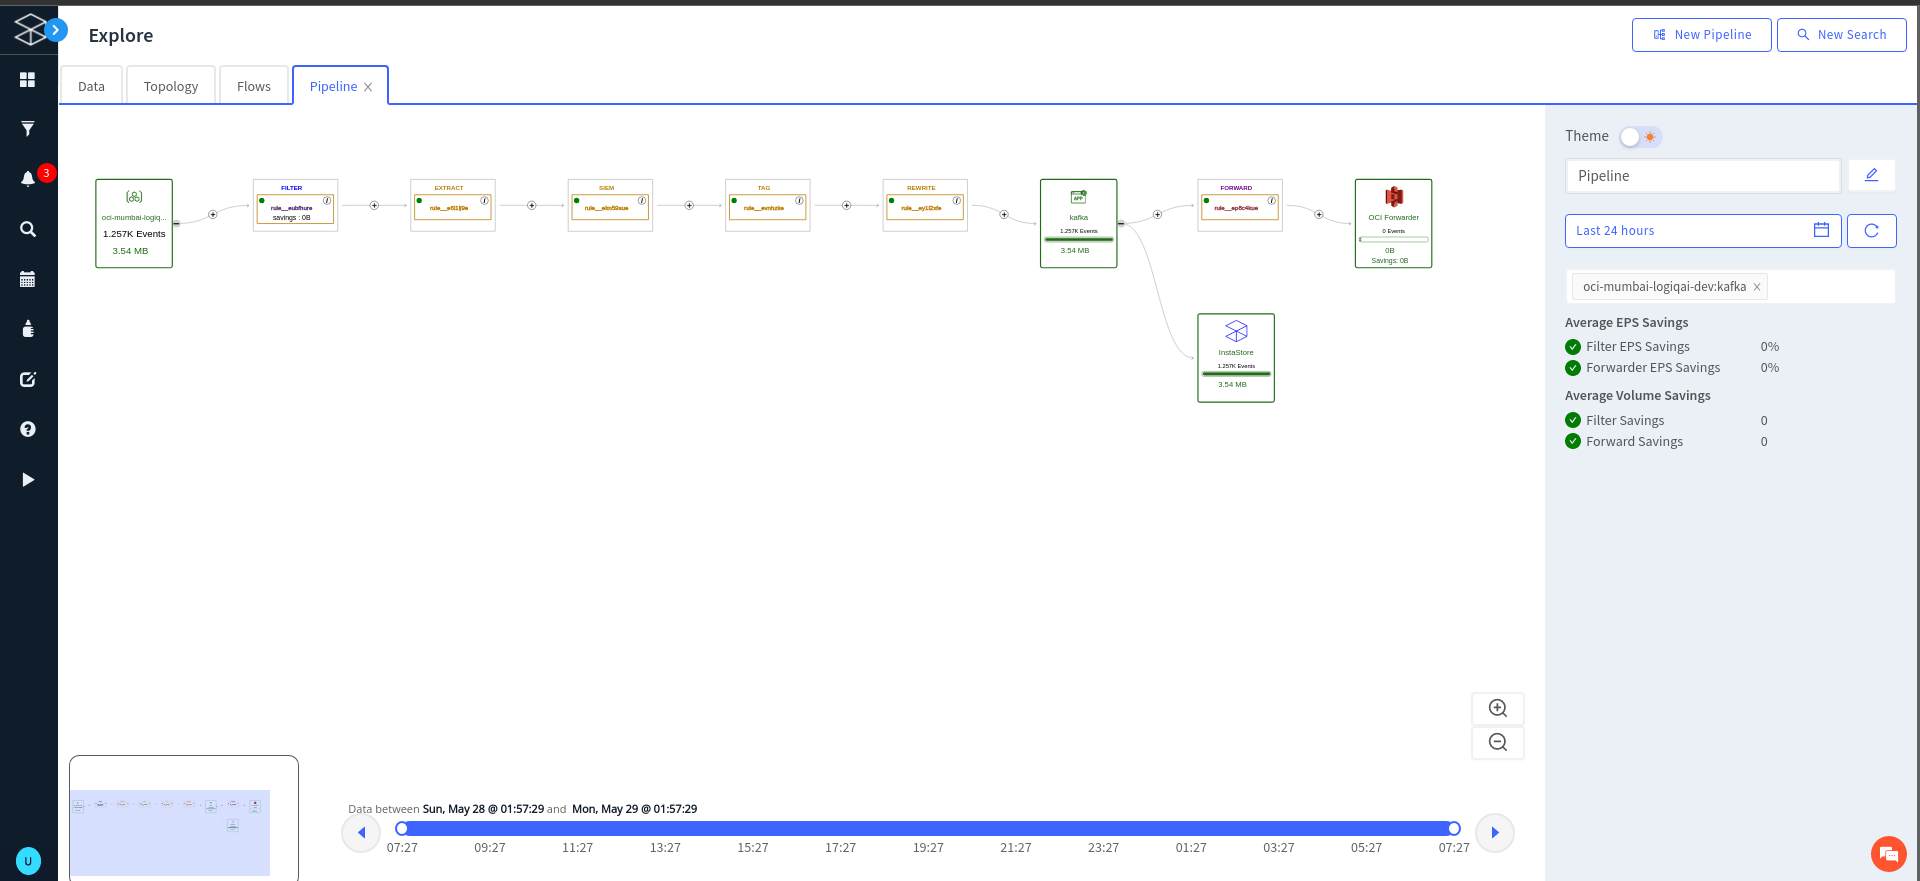 Explore
New Pipeline
New Search
3
Data
Topology
Flows
Pipeline
Theme
Pipeline
Last 24 hours
oci-mumbai-logiqai-dev:kafka
Average EPS Savings
Filter EPS Savings 0%
Forwarder EPS Savings 0%
Average Volume Savings
Filter Savings 0
Forward Savings 0
oci-mumbai-logiq...
1.257K Events
3.54 MB
FILTER
rule__eubfhure
savings : 0B
EXTRACT
SIEM
TAG
REWRITE
APP
kafka
1.257K Events
3.54 MB
FORWARD
OCI Forwarder
0 Events
0B
Savings: 0B
InstaStore
1.257K Events
3.54 MB
Data between Sun, May 28 @ 01:57:29 and Mon, May 29 @ 01:57:29
07:27 09:27 11:27 13:27 15:27 17:27 19:27 21:27 23:27 01:27 03:27 05:27 07:27
U